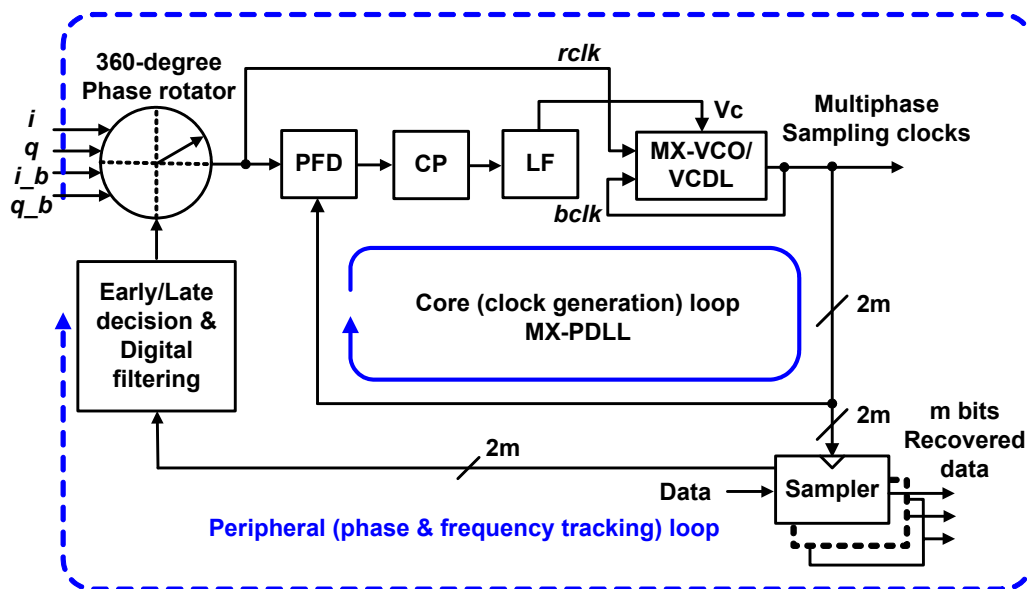 360-degree
Phase rotator
i
q
i_b
q_b
rclk
PFD
CP
LF
Vc
MX-VCO/
VCDL
bclk
Multiphase
Sampling clocks
Early/Late
decision &
Digital
filtering
Core (clock generation) loop
MX-PDLL
2m
2m
2m
m bits
Recovered
data
Data
Sampler
Peripheral (phase & frequency tracking) loop